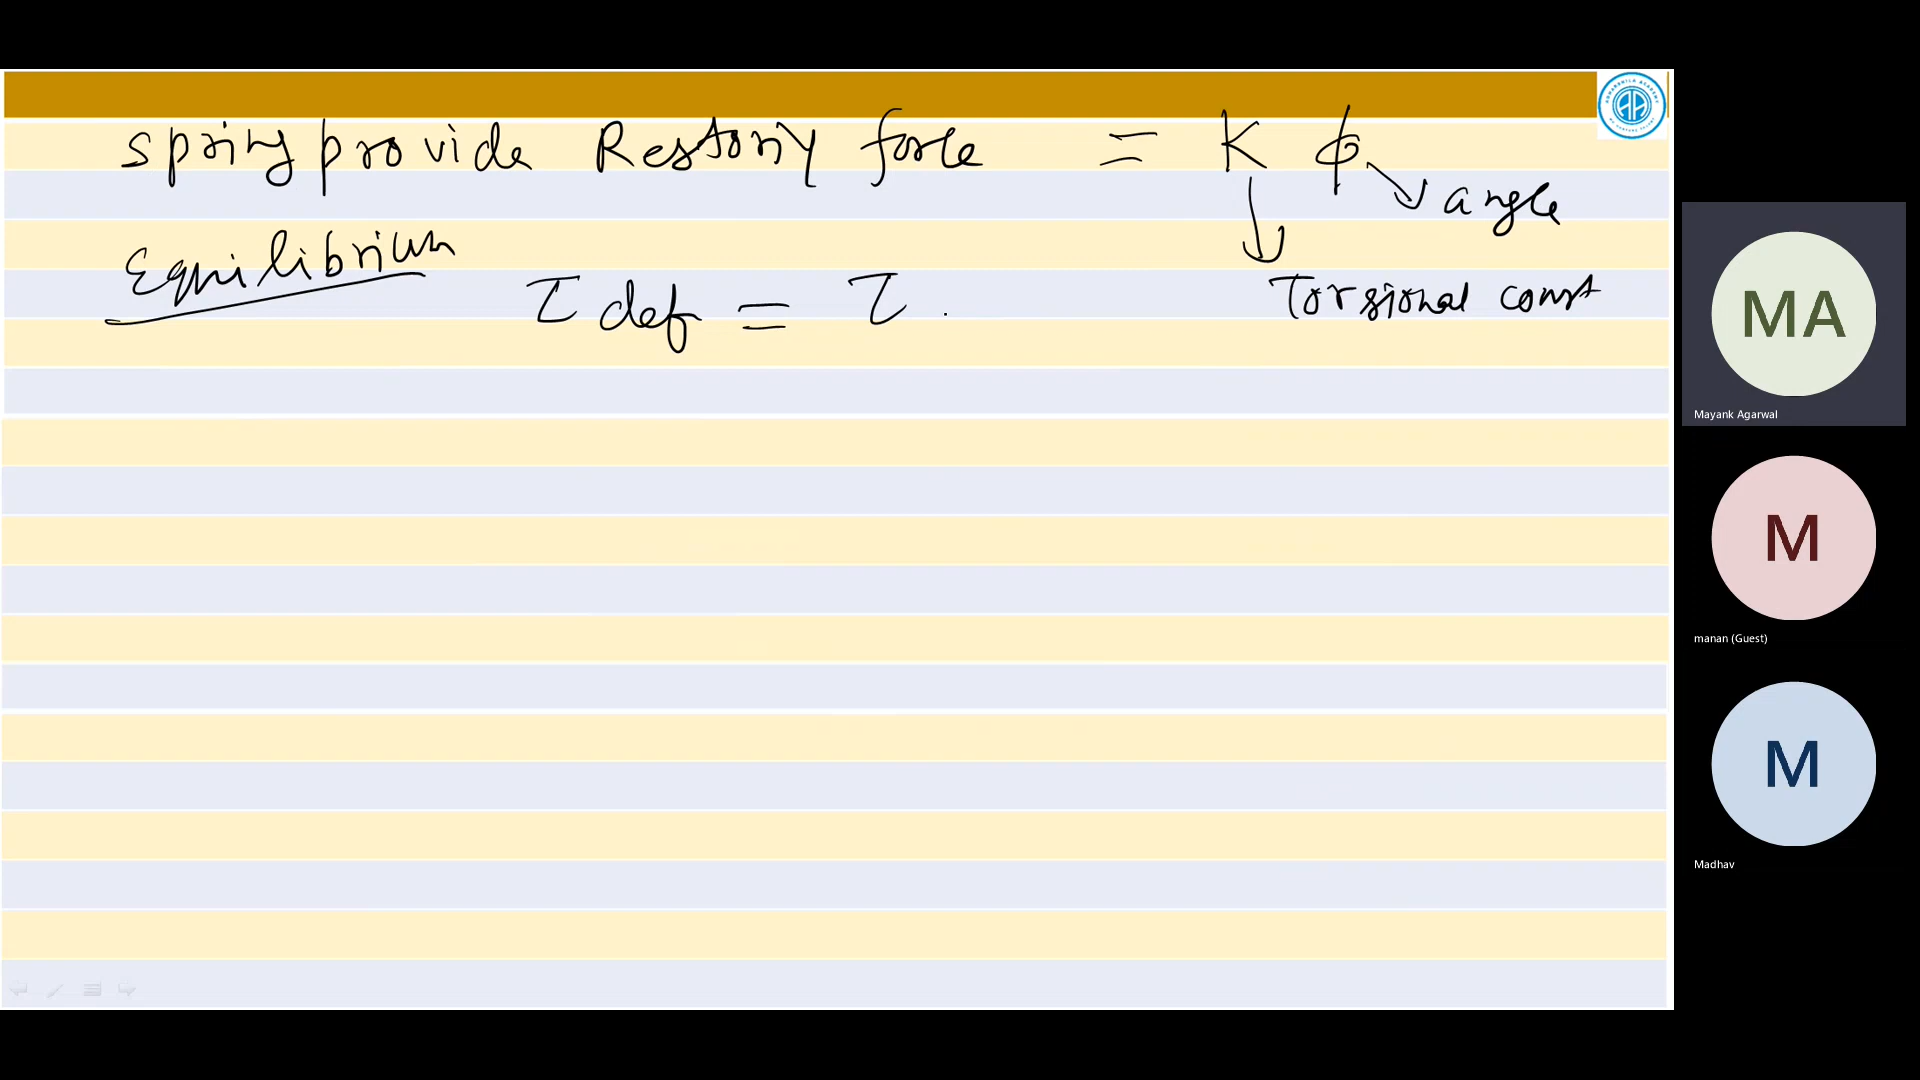 Spring provide Restoring force = K ϕ
angle
Equilibrium
τ def = τ
Torsional const
MA
Mayank Agarwal
M
manan (Guest)
M
Madhav